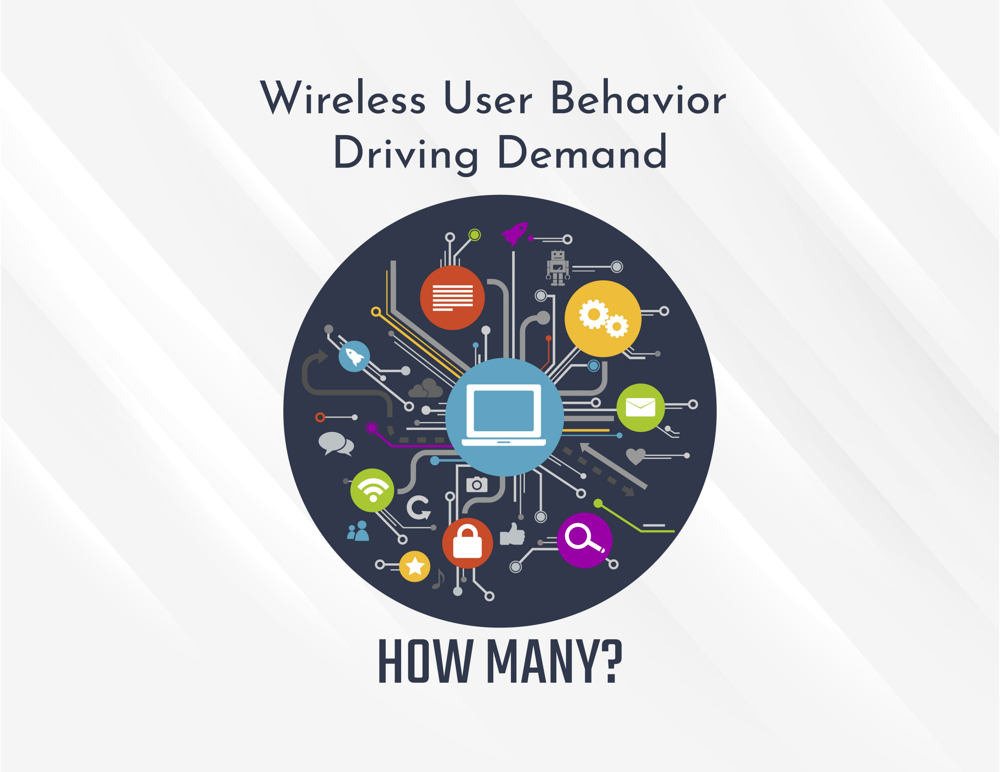 Wireless User Behavior
Driving Demand
HOW MANY?